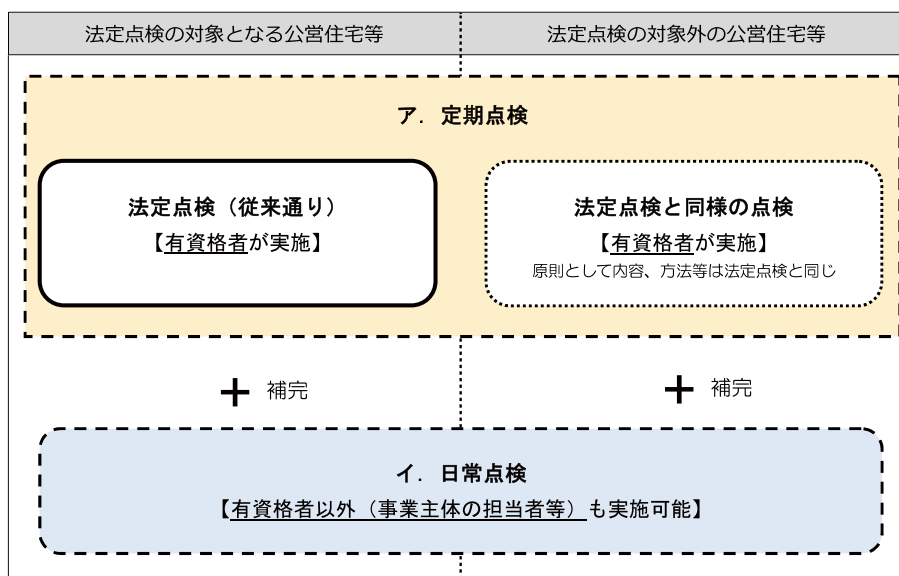 法定点検の対象となる公営住宅等
法定点検の対象外の公営住宅等
ア．定期点検
法定点検（従来通り）
【有資格者が実施】
法定点検と同様の点検
【有資格者が実施】
原則として内容、方法等は法定点検と同じ
＋ 補完
＋ 補完
イ．日常点検
【有資格者以外（事業主体の担当者等）も実施可能】